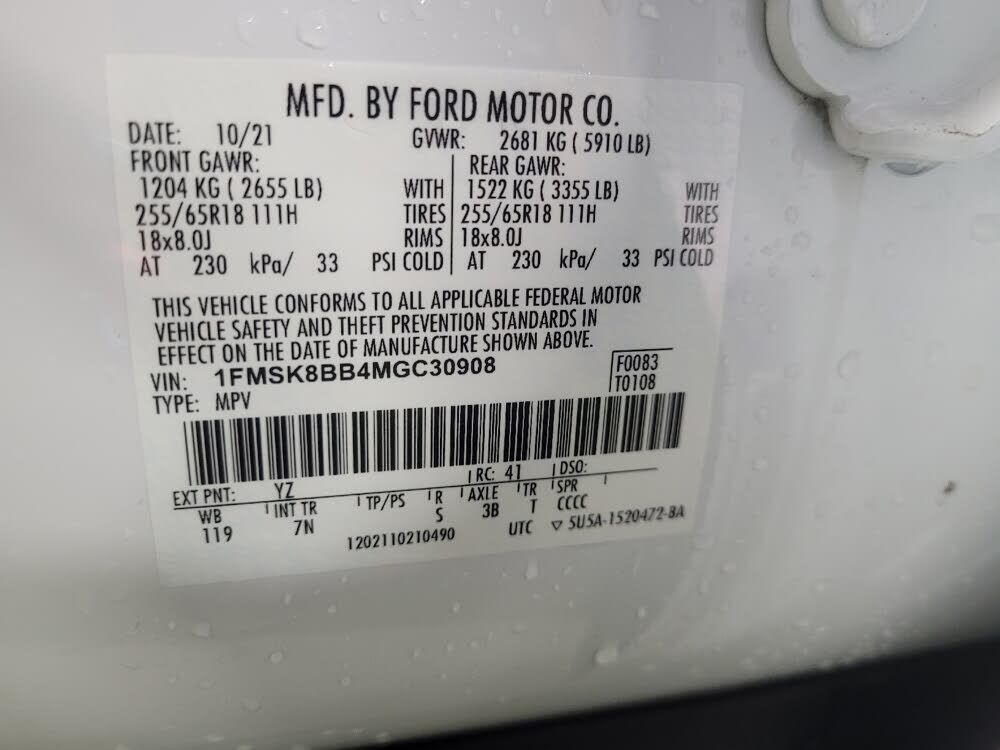 MFD. BY FORD MOTOR CO.
DATE: 10/21 GVWR: 2681 KG ( 5910 LB)
FRONT GAWR: REAR GAWR:
1204 KG ( 2655 LB) WITH 1522 KG ( 3355 LB) WITH
255/65R18 111H TIRES 255/65R18 111H TIRES
18x8.0J RIMS 18x8.0J RIMS
AT 230 kPa/ 33 PSI COLD AT 230 kPa/ 33 PSI COLD
THIS VEHICLE CONFORMS TO ALL APPLICABLE FEDERAL MOTOR
VEHICLE SAFETY AND THEFT PREVENTION STANDARDS IN
EFFECT ON THE DATE OF MANUFACTURE SHOWN ABOVE.
VIN: 1FMSK8BB4MGC30908 F0083
TYPE: MPV T0108
EXT PNT: YZ RC: 41 DSO:
WB INT TR TP/PS R AXLE TR SPR
119 7N S 3B T CCCC
1202110210490 UTC ▽ 5U5A-1520472-BA